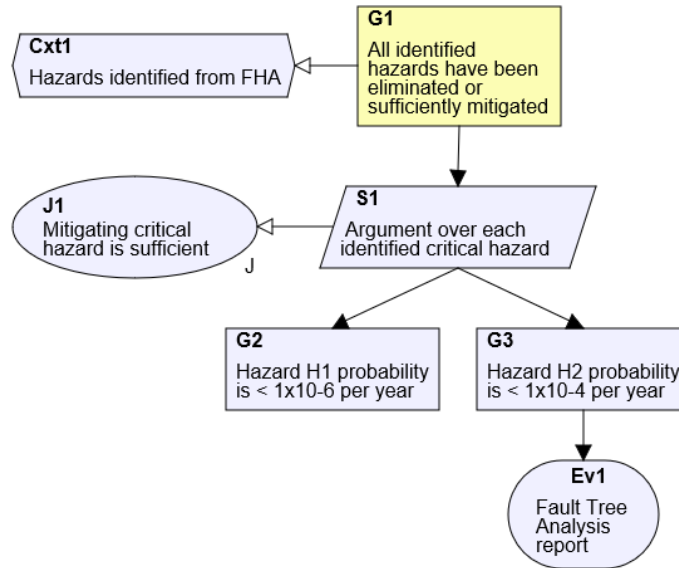 G1
All identified
hazards have been
eliminated or
sufficiently mitigated
Cxt1
Hazards identified from FHA
J1
Mitigating critical
hazard is sufficient
J
S1
Argument over each
identified critical hazard
G2
Hazard H1 probability
is < 1x10-6 per year
G3
Hazard H2 probability
is < 1x10-4 per year
Ev1
Fault Tree
Analysis
report